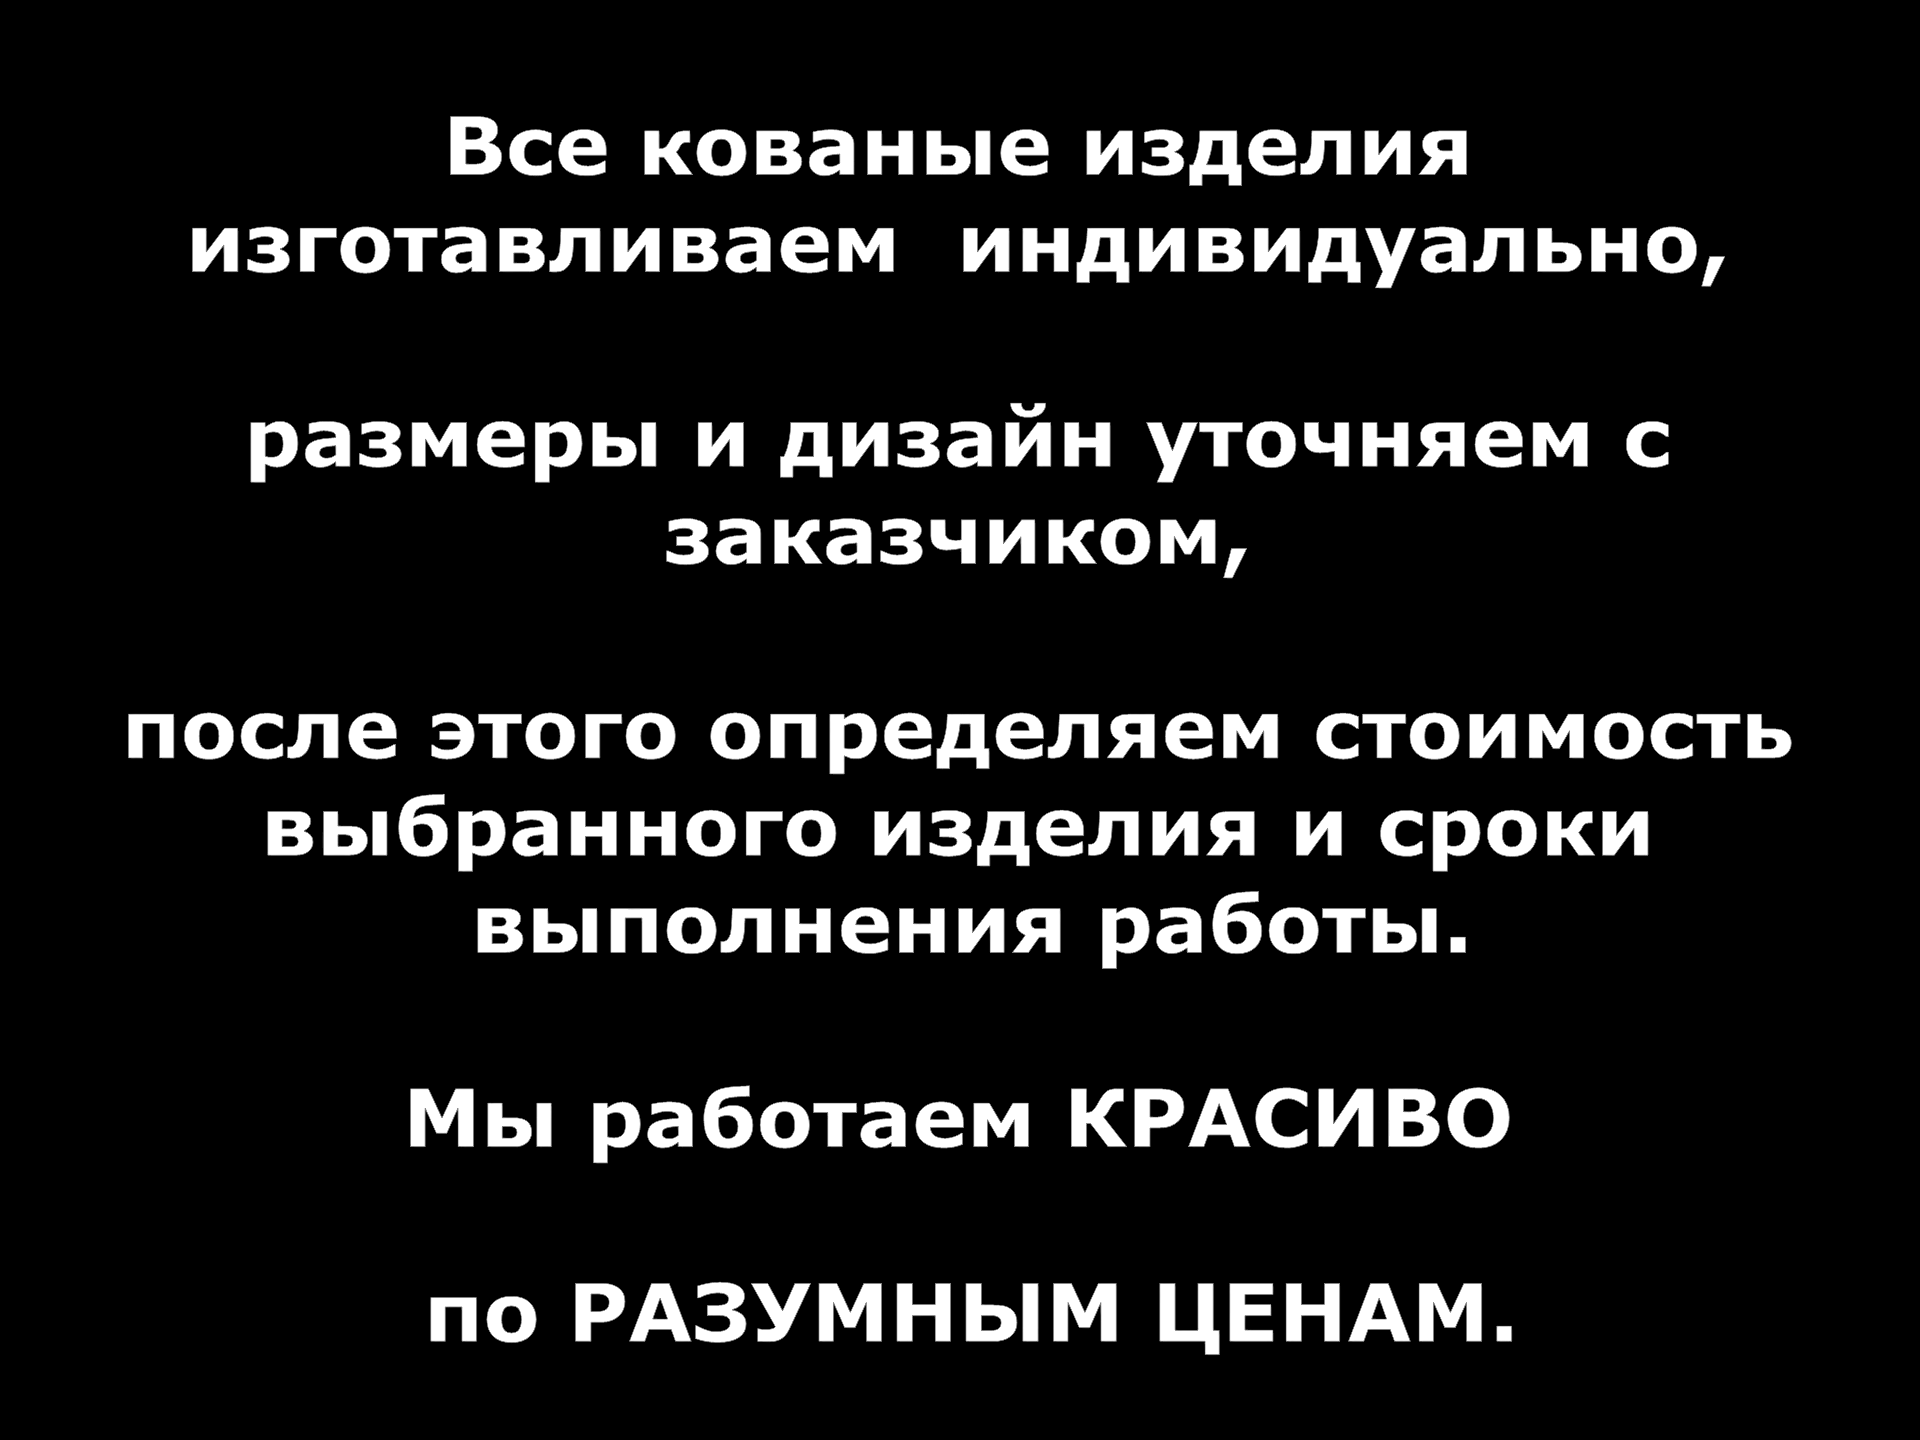 Все кованые изделия
изготавливаем  индивидуально,
размеры и дизайн уточняем с
заказчиком,
после этого определяем стоимость
выбранного изделия и сроки
выполнения работы.
Мы работаем КРАСИВО
по РАЗУМНЫМ ЦЕНАМ.